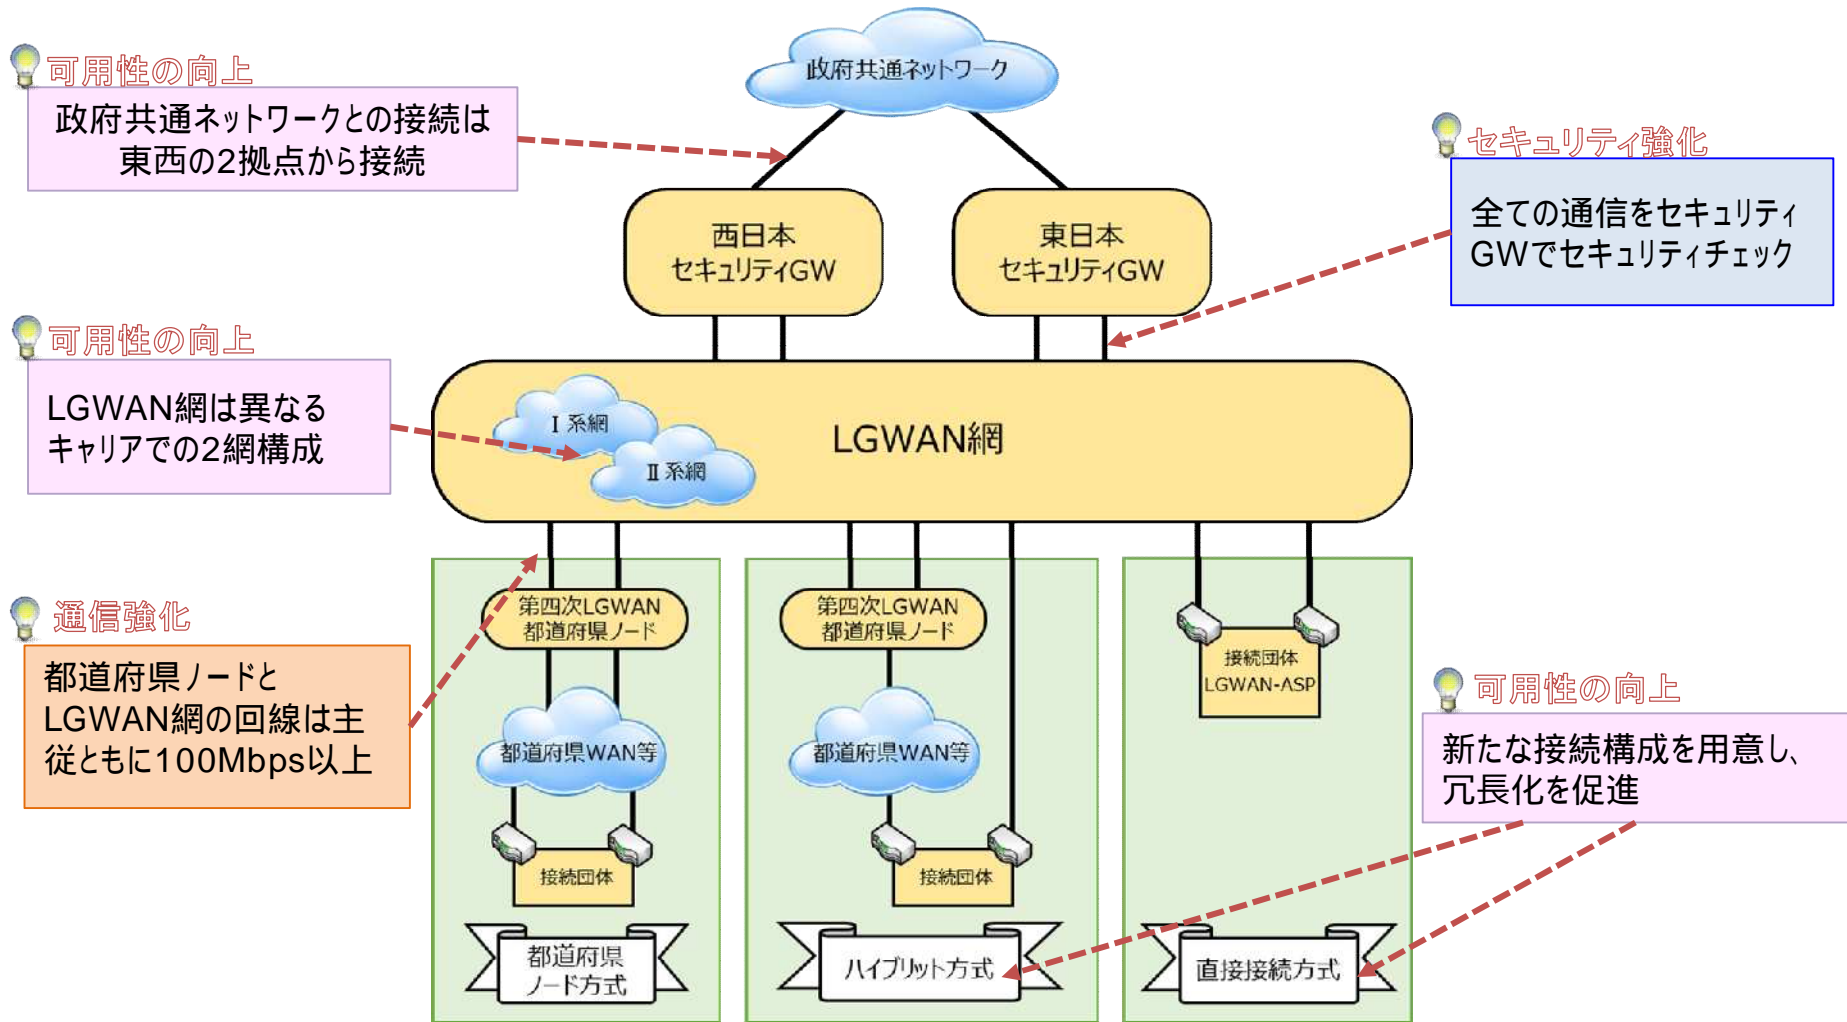 政府共通ネットワーク
可用性の向上
政府共通ネットワークとの接続は
東西の2拠点から接続
セキュリティ強化
全ての通信をセキュリティ
GWでセキュリティチェック
西日本
セキュリティGW
東日本
セキュリティGW
可用性の向上
LGWAN網は異なる
キャリアでの2網構成
Ⅰ系網
Ⅱ系網
LGWAN網
通信強化
都道府県ノードと
LGWAN網の回線は主
従ともに100Mbps以上
第四次LGWAN
都道府県ノード
都道府県WAN等
接続団体
都道府県
ノード方式
第四次LGWAN
都道府県ノード
都道府県WAN等
接続団体
ハイブリット方式
接続団体
LGWAN-ASP
直接接続方式
可用性の向上
新たな接続構成を用意し、
冗長化を促進